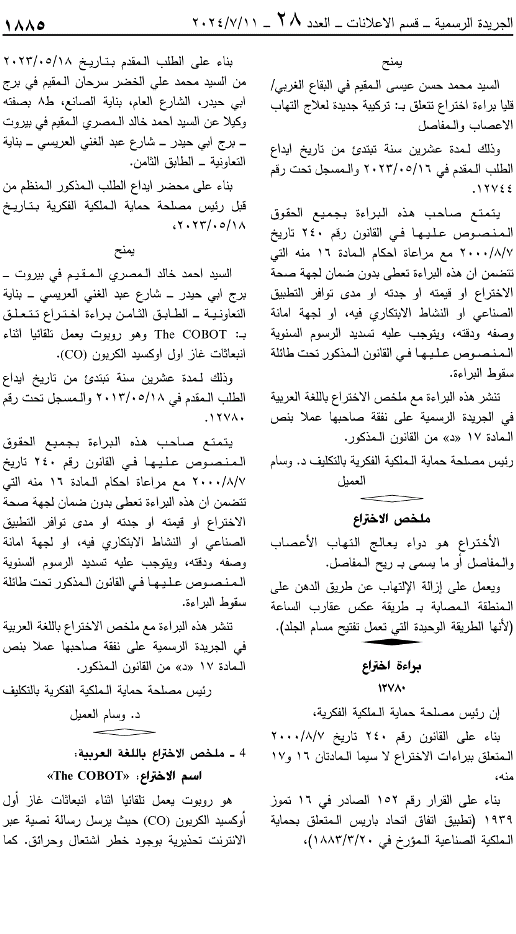 الجريدة الرسمية – قسم الاعلانات – العدد ٢٨ – ٢٠٢٤/٧/١١
١٨٨٥
يمنح
السيد محمد حسن عيسى المقيم في البقاع الغربي/
قليا براءة اختراع تتعلق بـ: تركيبة جديدة لعلاج التهاب
الاعصاب والمفاصل
وذلك لمدة عشرين سنة تبتدئ من تاريخ ايداع
الطلب المقدم في ٢٠٢٣/٠٥/١٦ والمسجل تحت رقم
١٢٧٤٤.
يتمتع صاحب هذه البراءة بجميع الحقوق
المنصوص عليها في القانون رقم ٢٤٠ تاريخ
٢٠٠٠/٨/٧ مع مراعاة احكام المادة ١٦ منه التي
تتضمن ان هذه البراءة تعطى بدون ضمان لجهة صحة
الاختراع او قيمته او جدته او مدى توافر التطبيق
الصناعي او النشاط الابتكاري فيه، او لجهة امانة
وصفه ودقته، ويتوجب عليه تسديد الرسوم السنوية
المنصوص عليها في القانون المذكور تحت طائلة
سقوط البراءة.
تنشر هذه البراءة مع ملخص الاختراع باللغة العربية
في الجريدة الرسمية على نفقة صاحبها عملا بنص
المادة ١٧ «د» من القانون المذكور.
رئيس مصلحة حماية الملكية الفكرية بالتكليف د. وسام
العميل
ملخص الاختراع
الأختراع هو دواء يعالج التهاب الأعصاب
والمفاصل أو ما يسمى بـ ريح المفاصل.
ويعمل على إزالة الإلتهاب عن طريق الدهن على
المنطقة المصابة بـ طريقة عكس عقارب الساعة
(لأنها الطريقة الوحيدة التي تعمل تفتيح مسام الجلد).
براءة اختراع
١٢٧٨٠
إن رئيس مصلحة حماية الملكية الفكرية،
بناء على القانون رقم ٢٤٠ تاريخ ٢٠٠٠/٨/٧
المتعلق ببراءات الاختراع لا سيما المادتان ١٦ و١٧
منه،
بناء على القرار رقم ١٥٢ الصادر في ١٦ تموز
١٩٣٩ (تطبيق اتفاق اتحاد باريس المتعلق بحماية
الملكية الصناعية المؤرخ في ١٨٨٣/٣/٢٠)،
بناء على الطلب المقدم بتاريخ ٢٠٢٣/٠٥/١٨
من السيد محمد علي الخضر سرحان المقيم في برج
ابي حيدر، الشارع العام، بناية الصانع، ط٨ بصفته
وكيلا عن السيد احمد خالد المصري المقيم في بيروت
– برج ابي حيدر – شارع عبد الغني العريسي – بناية
التعاونية – الطابق الثامن.
بناء على محضر ايداع الطلب المذكور المنظم من
قبل رئيس مصلحة حماية الملكية الفكرية بتاريخ
٢٠٢٣/٠٥/١٨،
يمنح
السيد احمد خالد المصري المقيم في بيروت –
برج ابي حيدر – شارع عبد الغني العريسي – بناية
التعاونية – الطابق الثامن براءة اختراع تتعلق
بـ: The COBOT وهو روبوت يعمل تلقائيا اثناء
انبعاثات غاز اول اوكسيد الكربون (CO).
وذلك لمدة عشرين سنة تبتدئ من تاريخ ايداع
الطلب المقدم في ٢٠١٣/٠٥/١٨ والمسجل تحت رقم
١٢٧٨٠.
يتمتع صاحب هذه البراءة بجميع الحقوق
المنصوص عليها في القانون رقم ٢٤٠ تاريخ
٢٠٠٠/٨/٧ مع مراعاة احكام المادة ١٦ منه التي
تتضمن ان هذه البراءة تعطى بدون ضمان لجهة صحة
الاختراع او قيمته او جدته او مدى توافر التطبيق
الصناعي او النشاط الابتكاري فيه، او لجهة امانة
وصفه ودقته، ويتوجب عليه تسديد الرسوم السنوية
المنصوص عليها في القانون المذكور تحت طائلة
سقوط البراءة.
تنشر هذه البراءة مع ملخص الاختراع باللغة العربية
في الجريدة الرسمية على نفقة صاحبها عملا بنص
المادة ١٧ «د» من القانون المذكور.
رئيس مصلحة حماية الملكية الفكرية بالتكليف
د. وسام العميل
4 – ملخص الاختراع باللغة العربية:
اسم الاختراع: «The COBOT»
هو روبوت يعمل تلقائيا اثناء انبعاثات غاز أول
أوكسيد الكربون (CO) حيث يرسل رسالة نصية عبر
الانترنت تحذيرية بوجود خطر اشتعال وحرائق. كما